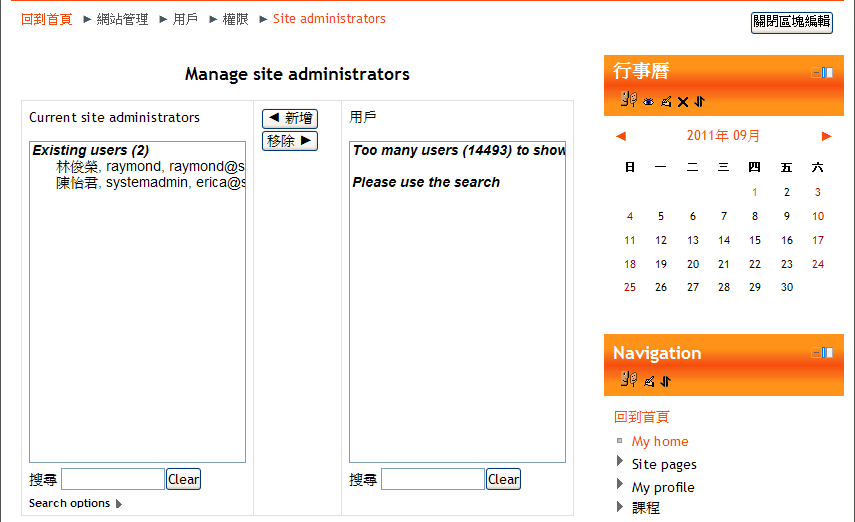 回到首頁 ► 網站管理 ► 用戶 ► 權限 ► Site administrators
關閉區塊編輯
Manage site administrators
Current site administrators
Existing users (2)
林俊榮, raymond, raymond@s
陳怡君, systemadmin, erica@s
搜尋 Clear
Search options ►
◄ 新增
移除 ►
用戶
Too many users (14493) to show
Please use the search
搜尋 Clear
行事曆
◄ 2011年 09月 ►
日 一 二 三 四 五 六
1 2 3
4 5 6 7 8 9 10
11 12 13 14 15 16 17
18 19 20 21 22 23 24
25 26 27 28 29 30
Navigation
回到首頁
My home
Site pages
My profile
課程